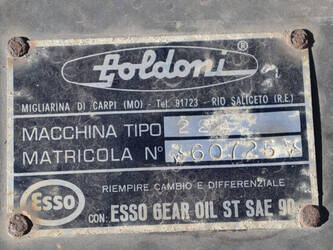 Goldoni ®
MIGLIARINA DI CARPI (MO) - Tel. 91723 - RIO SALICETO (R.E.)
MACCHINA TIPO
MATRICOLA N°
Esso
RIEMPIRE CAMBIO E DIFFERENZIALE
CON: ESSO GEAR OIL ST SAE 90